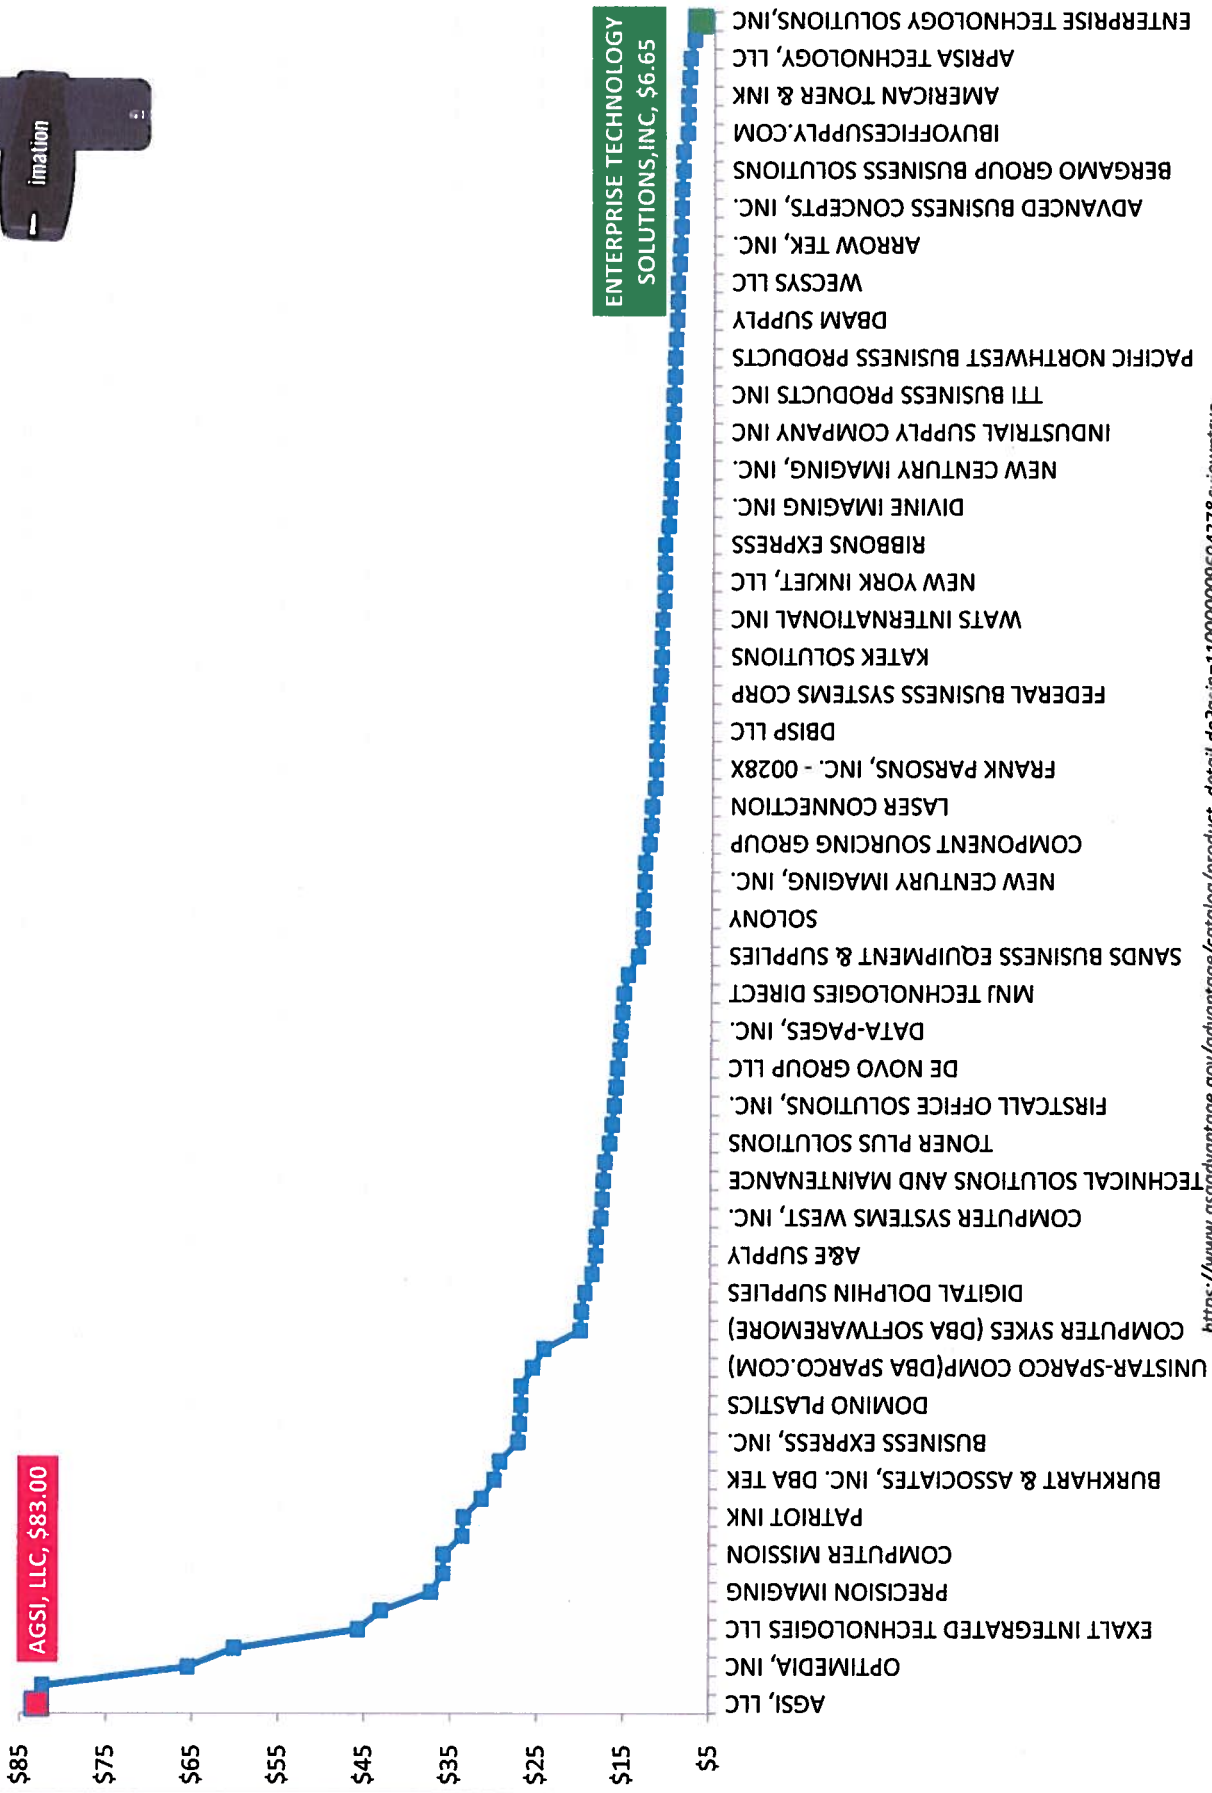 imation
$85
$75
$65
$55
$45
$35
$25
$15
$5
AGSI, LLC, $83.00
ENTERPRISE TECHNOLOGY
SOLUTIONS,INC, $6.65
AGSI, LLC
OPTIMEDIA, INC
EXALT INTEGRATED TECHNOLOGIES LLC
PRECISION IMAGING
COMPUTER MISSION
PATRIOT INK
BURKHART & ASSOCIATES, INC. DBA TEK
BUSINESS EXPRESS, INC.
DOMINO PLASTICS
UNISTAR-SPARCO COMP(DBA SPARCO.COM)
COMPUTER SYKES (DBA SOFTWAREMORE)
DIGITAL DOLPHIN SUPPLIES
A&E SUPPLY
COMPUTER SYSTEMS WEST, INC.
TECHNICAL SOLUTIONS AND MAINTENANCE
TONER PLUS SOLUTIONS
FIRSTCALL OFFICE SOLUTIONS, INC.
DE NOVO GROUP LLC
DATA-PAGES, INC.
MNJ TECHNOLOGIES DIRECT
SANDS BUSINESS EQUIPMENT & SUPPLIES
SOLONY
NEW CENTURY IMAGING, INC.
COMPONENT SOURCING GROUP
LASER CONNECTION
FRANK PARSONS, INC. - 0028X
DBISP LLC
FEDERAL BUSINESS SYSTEMS CORP
KATEK SOLUTIONS
WATS INTERNATIONAL INC
NEW YORK INKJET, LLC
RIBBONS EXPRESS
DIVINE IMAGING INC
NEW CENTURY IMAGING, INC.
INDUSTRIAL SUPPLY COMPANY INC
TTI BUSINESS PRODUCTS INC
PACIFIC NORTHWEST BUSINESS PRODUCTS
DBAM SUPPLY
WECSYS LLC
ARROW TEK, INC.
ADVANCED BUSINESS CONCEPTS, INC.
BERGAMO GROUP BUSINESS SOLUTIONS
IBUYOFFICESUPPLY.COM
AMERICAN TONER & INK
APRISA TECHNOLOGY, LLC
ENTERPRISE TECHNOLOGY SOLUTIONS,INC